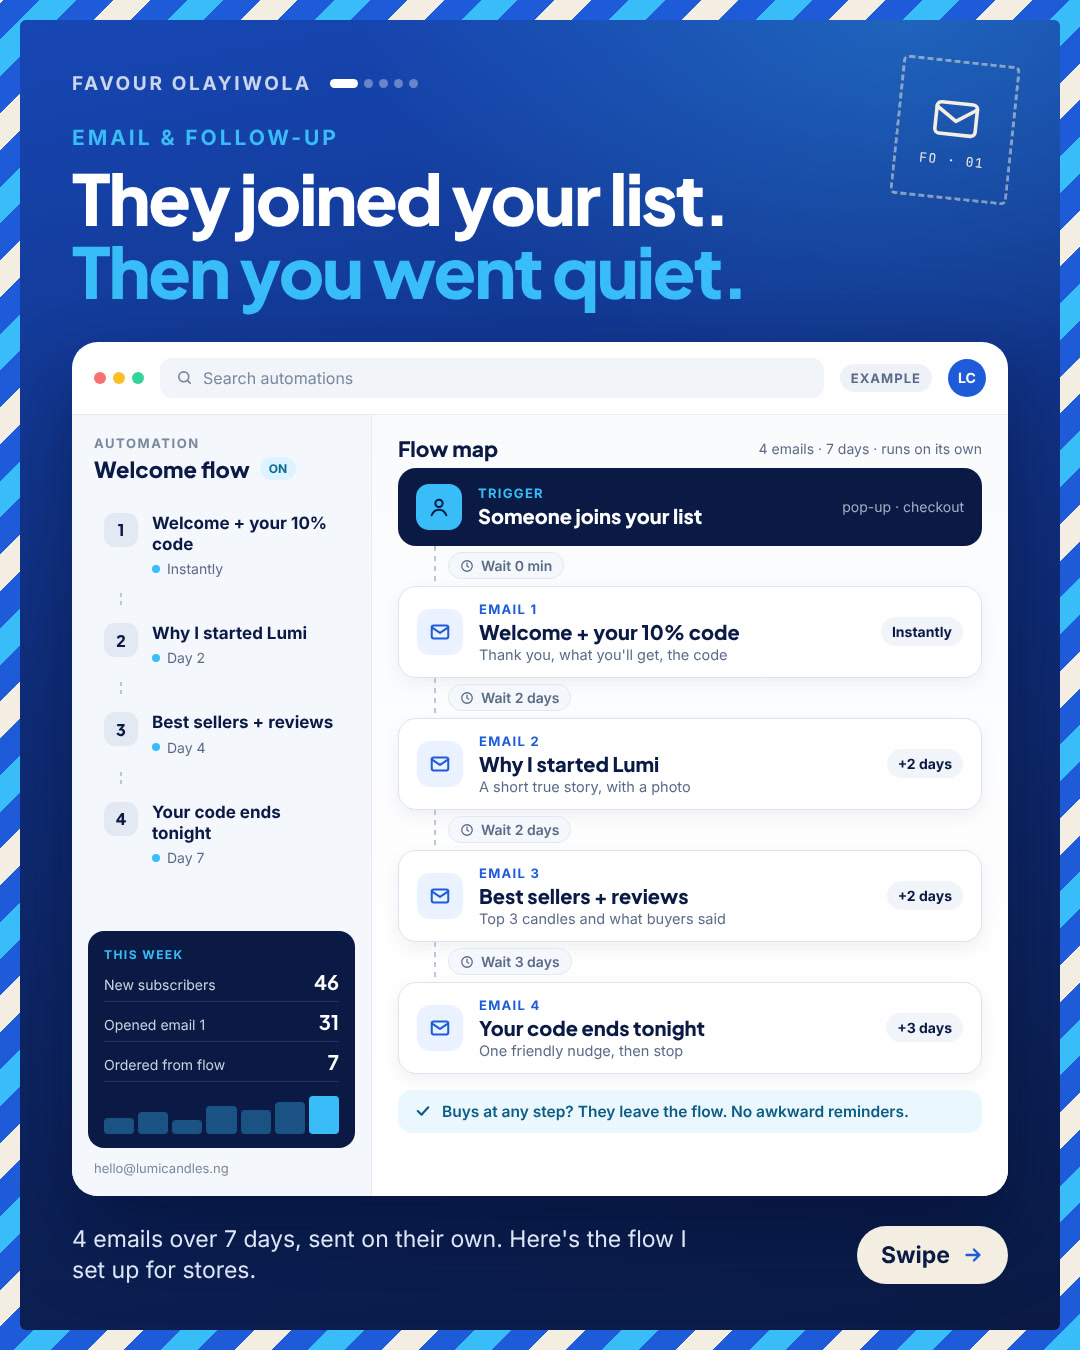 FAVOUR OLAYIWOLA
FO · 01
EMAIL & FOLLOW-UP
They joined your list.
Then you went quiet.
Search automations
EXAMPLE
LC
AUTOMATION
Welcome flow
ON
1
Welcome + your 10%
code
Instantly
2
Why I started Lumi
Day 2
3
Best sellers + reviews
Day 4
4
Your code ends
tonight
Day 7
THIS WEEK
New subscribers 46
Opened email 1 31
Ordered from flow 7
hello@lumicandles.ng
Flow map
4 emails · 7 days · runs on its own
TRIGGER
Someone joins your list
pop-up · checkout
Wait 0 min
EMAIL 1
Welcome + your 10% code
Thank you, what you'll get, the code
Instantly
Wait 2 days
EMAIL 2
Why I started Lumi
A short true story, with a photo
+2 days
Wait 2 days
EMAIL 3
Best sellers + reviews
Top 3 candles and what buyers said
+2 days
Wait 3 days
EMAIL 4
Your code ends tonight
One friendly nudge, then stop
+3 days
Buys at any step? They leave the flow. No awkward reminders.
4 emails over 7 days, sent on their own. Here's the flow I
set up for stores.
Swipe